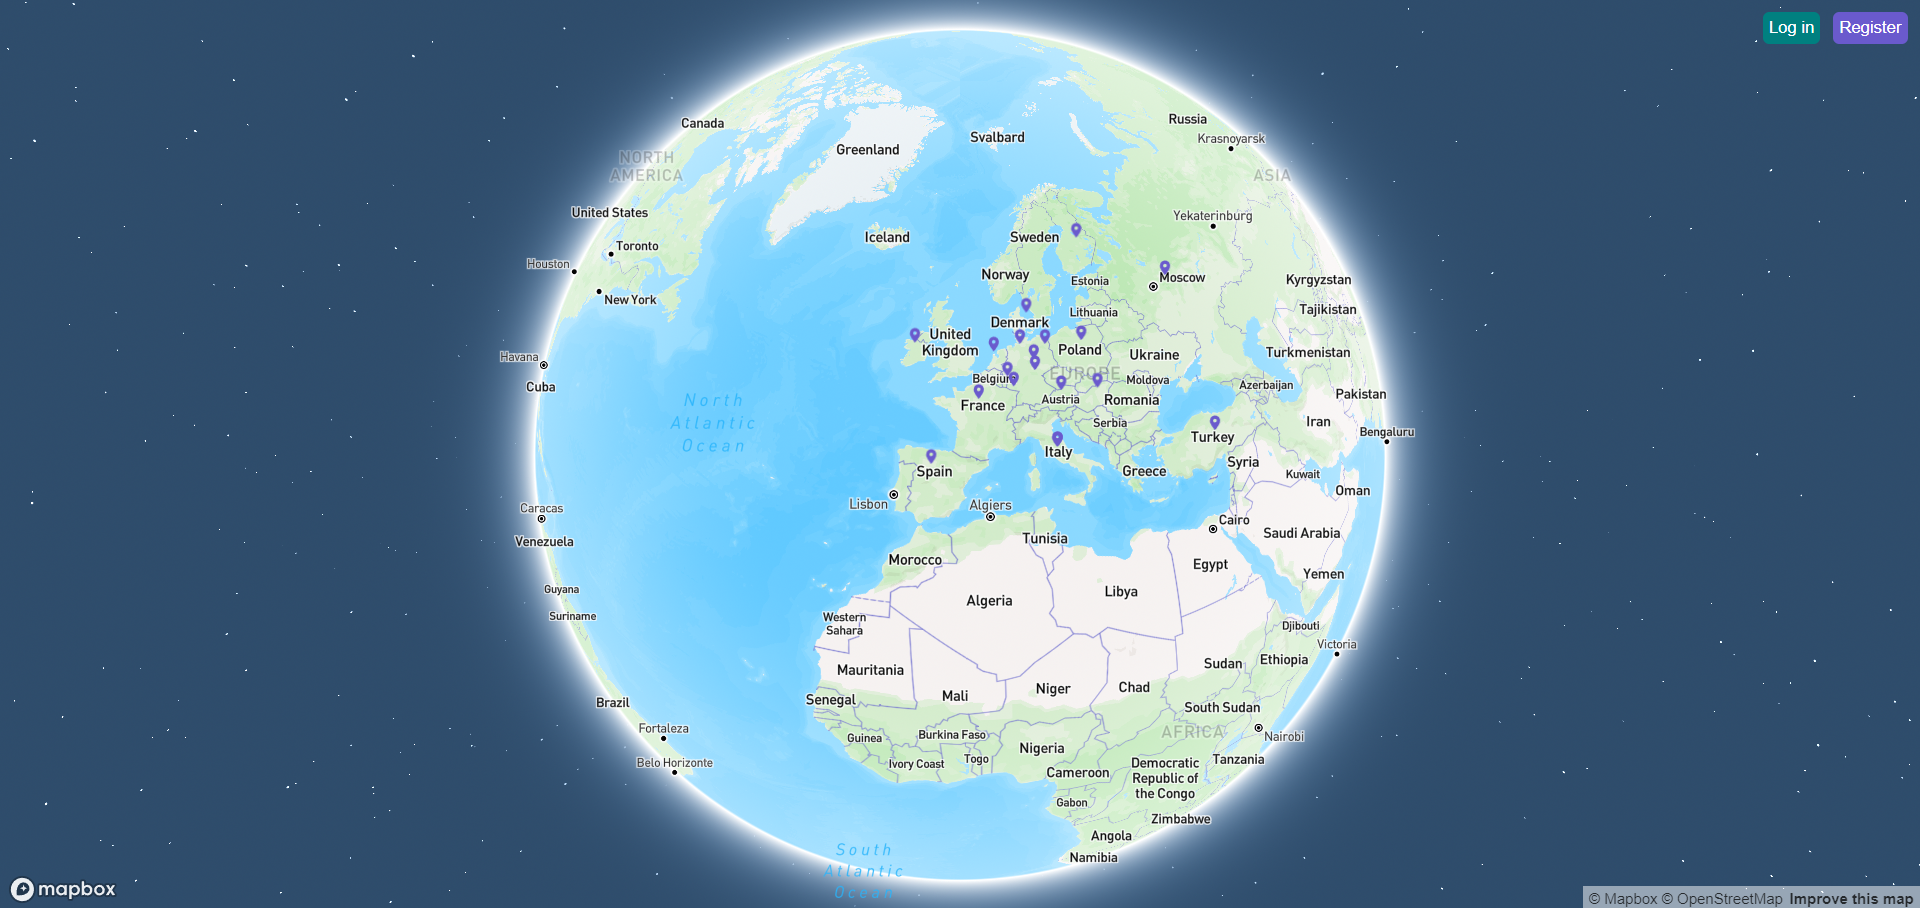 Log in
Register
Canada
Russia
Svalbard
Krasnoyarsk
Greenland
NORTH
AMERICA
ASIA
United States
Yekaterinburg
Iceland
Sweden
Toronto
Houston
Norway
Estonia
Moscow
Kyrgyzstan
New York
Lithuania
Tajikistan
Denmark
United
Kingdom
Poland
Ukraine
Turkmenistan
Havana
Cuba
Belgium
EUROPE
Moldova
Azerbaijan
Pakistan
France
Austria
Romania
North
Atlantic
Ocean
Serbia
Iran
Bengaluru
Turkey
Italy
Spain
Greece
Syria
Kuwait
Oman
Lisbon
Algiers
Caracas
Cairo
Venezuela
Tunisia
Saudi Arabia
Morocco
Egypt
Yemen
Guyana
Algeria
Libya
Suriname
Western
Sahara
Djibouti
Victoria
Mauritania
Sudan
Ethiopia
Mali
Niger
Chad
Brazil
Senegal
South Sudan
Fortaleza
Guinea
Burkina Faso
Nigeria
AFRICA
Nairobi
Belo Horizonte
Ivory Coast
Togo
Cameroon
Democratic
Republic of
the Congo
Tanzania
Gabon
Zimbabwe
Angola
Namibia
South
Atlantic
Ocean
mapbox
© Mapbox © OpenStreetMap Improve this map